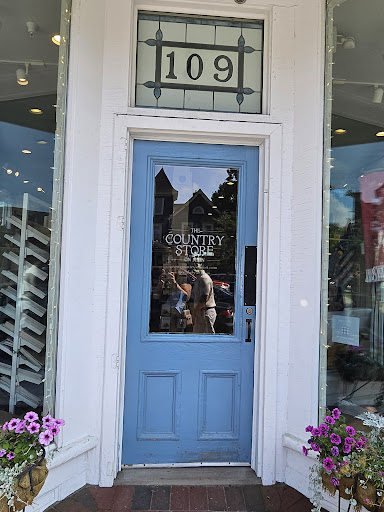 109
THE
COUNTRY
STORE